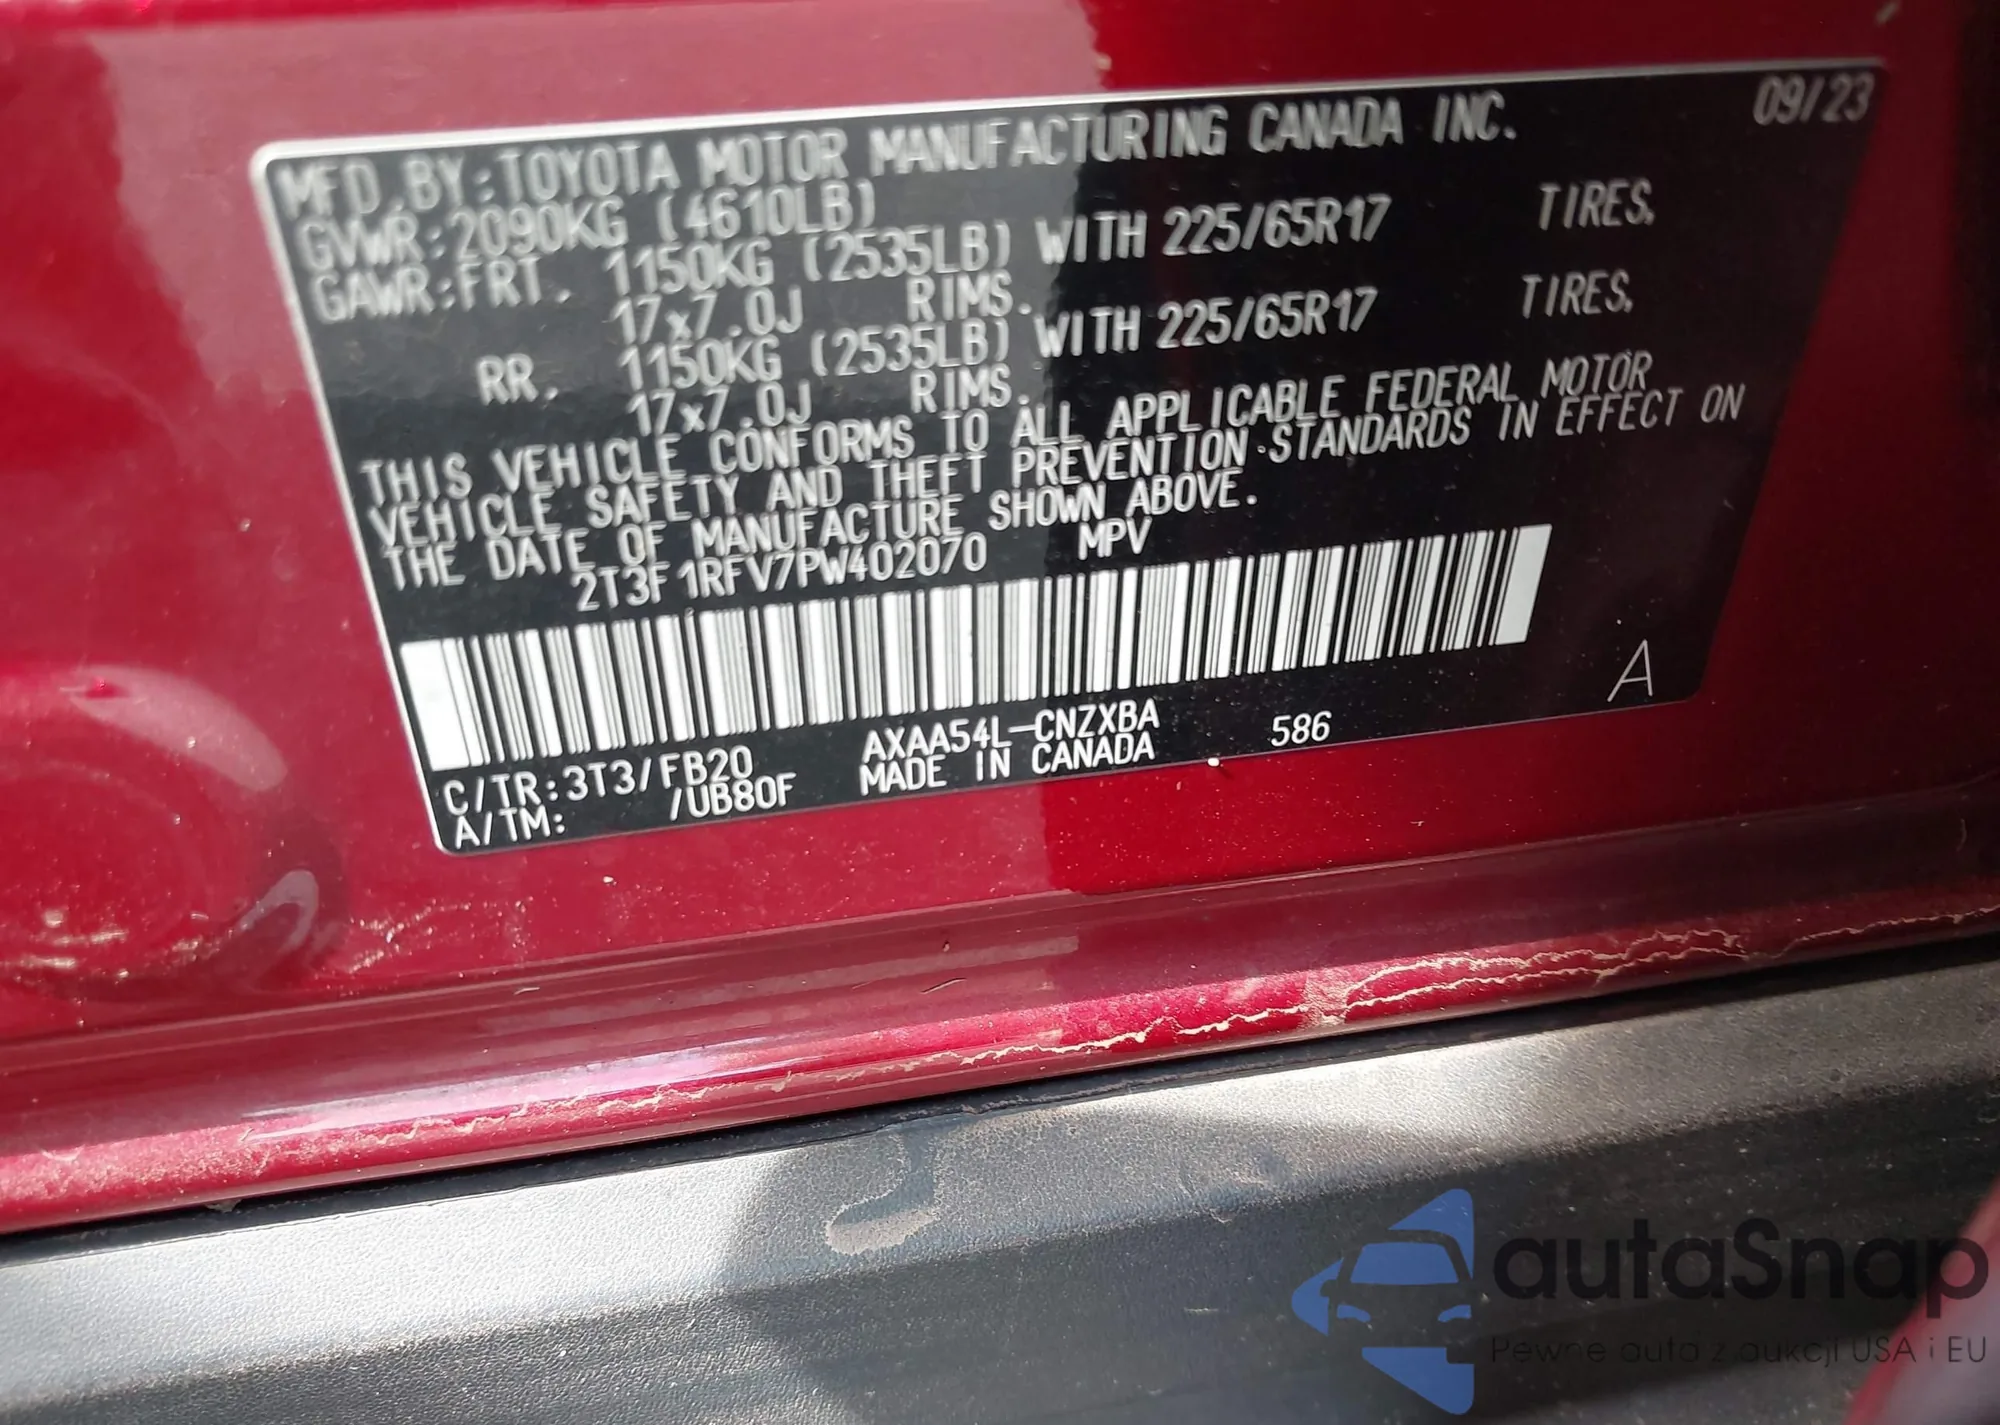 09/23
MFD.BY:TOYOTA MOTOR MANUFACTURING CANADA INC.
GVWR:2090KG (4610LB)
GAWR:FRT. 1150KG (2535LB) WITH 225/65R17 TIRES,
17x7.0J RIMS.
RR. 1150KG (2535LB) WITH 225/65R17 TIRES,
17x7.0J RIMS.
THIS VEHICLE CONFORMS TO ALL APPLICABLE FEDERAL MOTOR
VEHICLE SAFETY AND THEFT PREVENTION STANDARDS IN EFFECT ON
THE DATE OF MANUFACTURE SHOWN ABOVE.
2T3F1RFV7PW402070 MPV
A
C/TR:3T3/FB20 AXAA54L-CNZXBA 586
A/TM: /UB80F MADE IN CANADA
autaSnap
Pewne auta z aukcji USA i EU